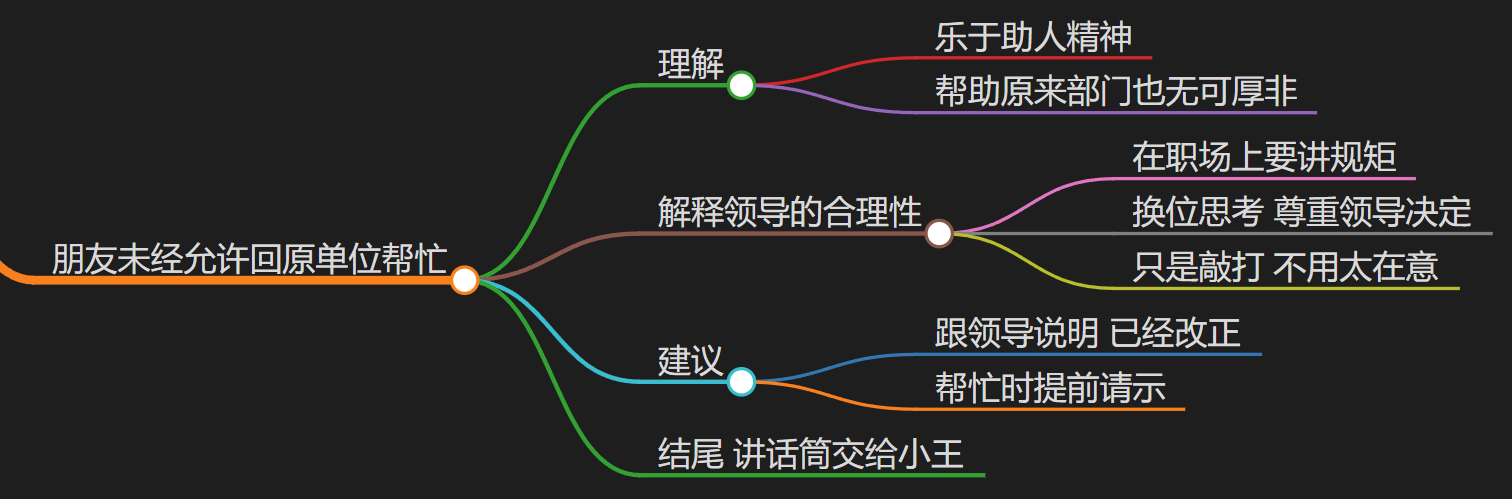 朋友未经允许回原单位帮忙
理解
乐于助人精神
帮助原来部门也无可厚非
解释领导的合理性
在职场上要讲规矩
换位思考 尊重领导决定
只是敲打 不用太在意
建议
跟领导说明 已经改正
帮忙时提前请示
结尾 讲话筒交给小王